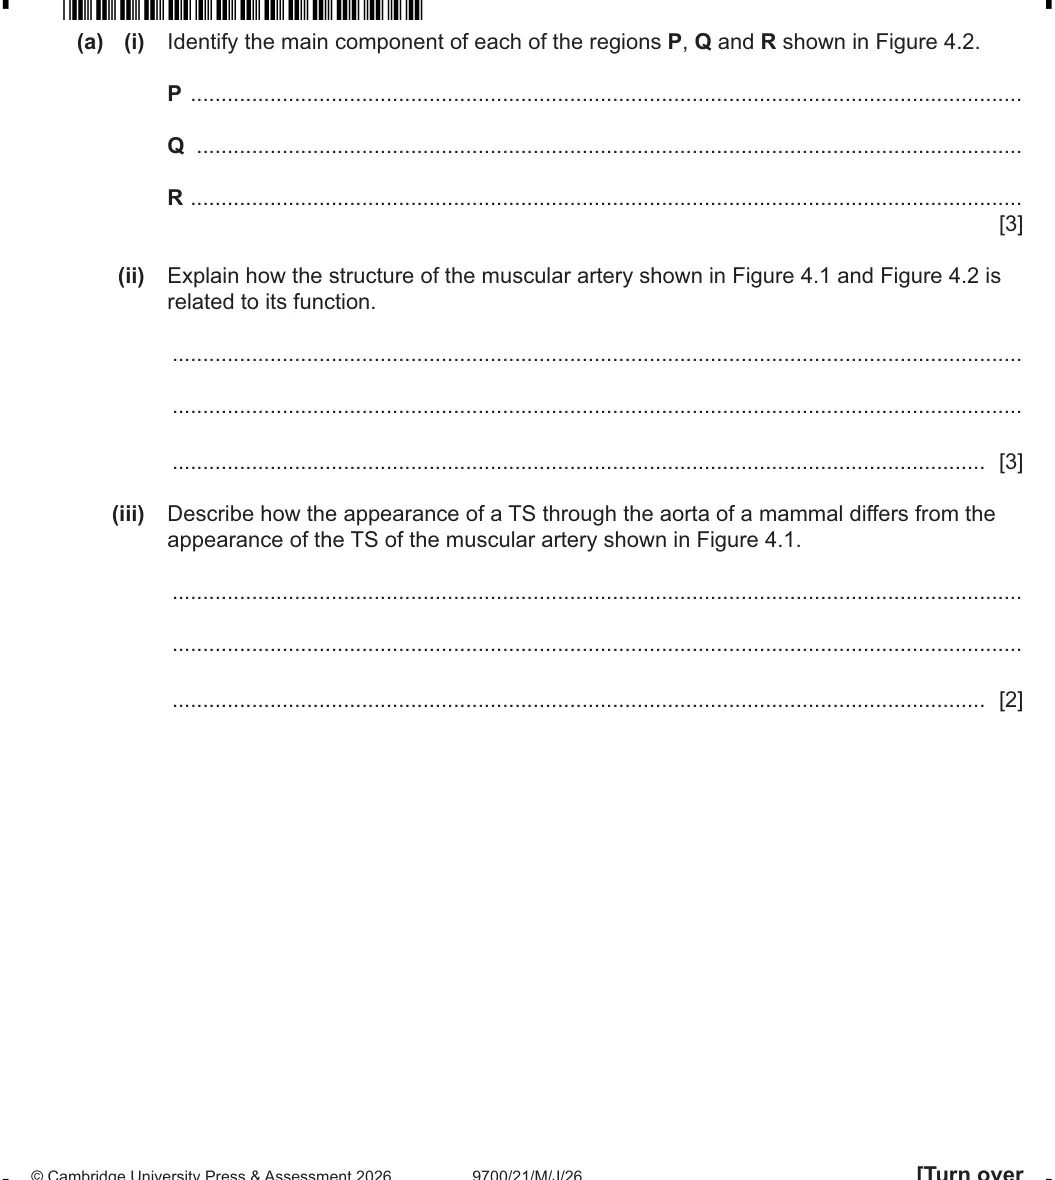 (a) (i) Identify the main component of each of the regions P, Q and R shown in Figure 4.2.
P ........................................................................................................................................
Q ........................................................................................................................................
R ........................................................................................................................................
[3]
(ii) Explain how the structure of the muscular artery shown in Figure 4.1 and Figure 4.2 is
related to its function.
...........................................................................................................................................
...........................................................................................................................................
..................................................................................................................................... [3]
(iii) Describe how the appearance of a TS through the aorta of a mammal differs from the
appearance of the TS of the muscular artery shown in Figure 4.1.
...........................................................................................................................................
...........................................................................................................................................
..................................................................................................................................... [2]
© Cambridge University Press & Assessment 2026 9700/21/M/J/26 [Turn over